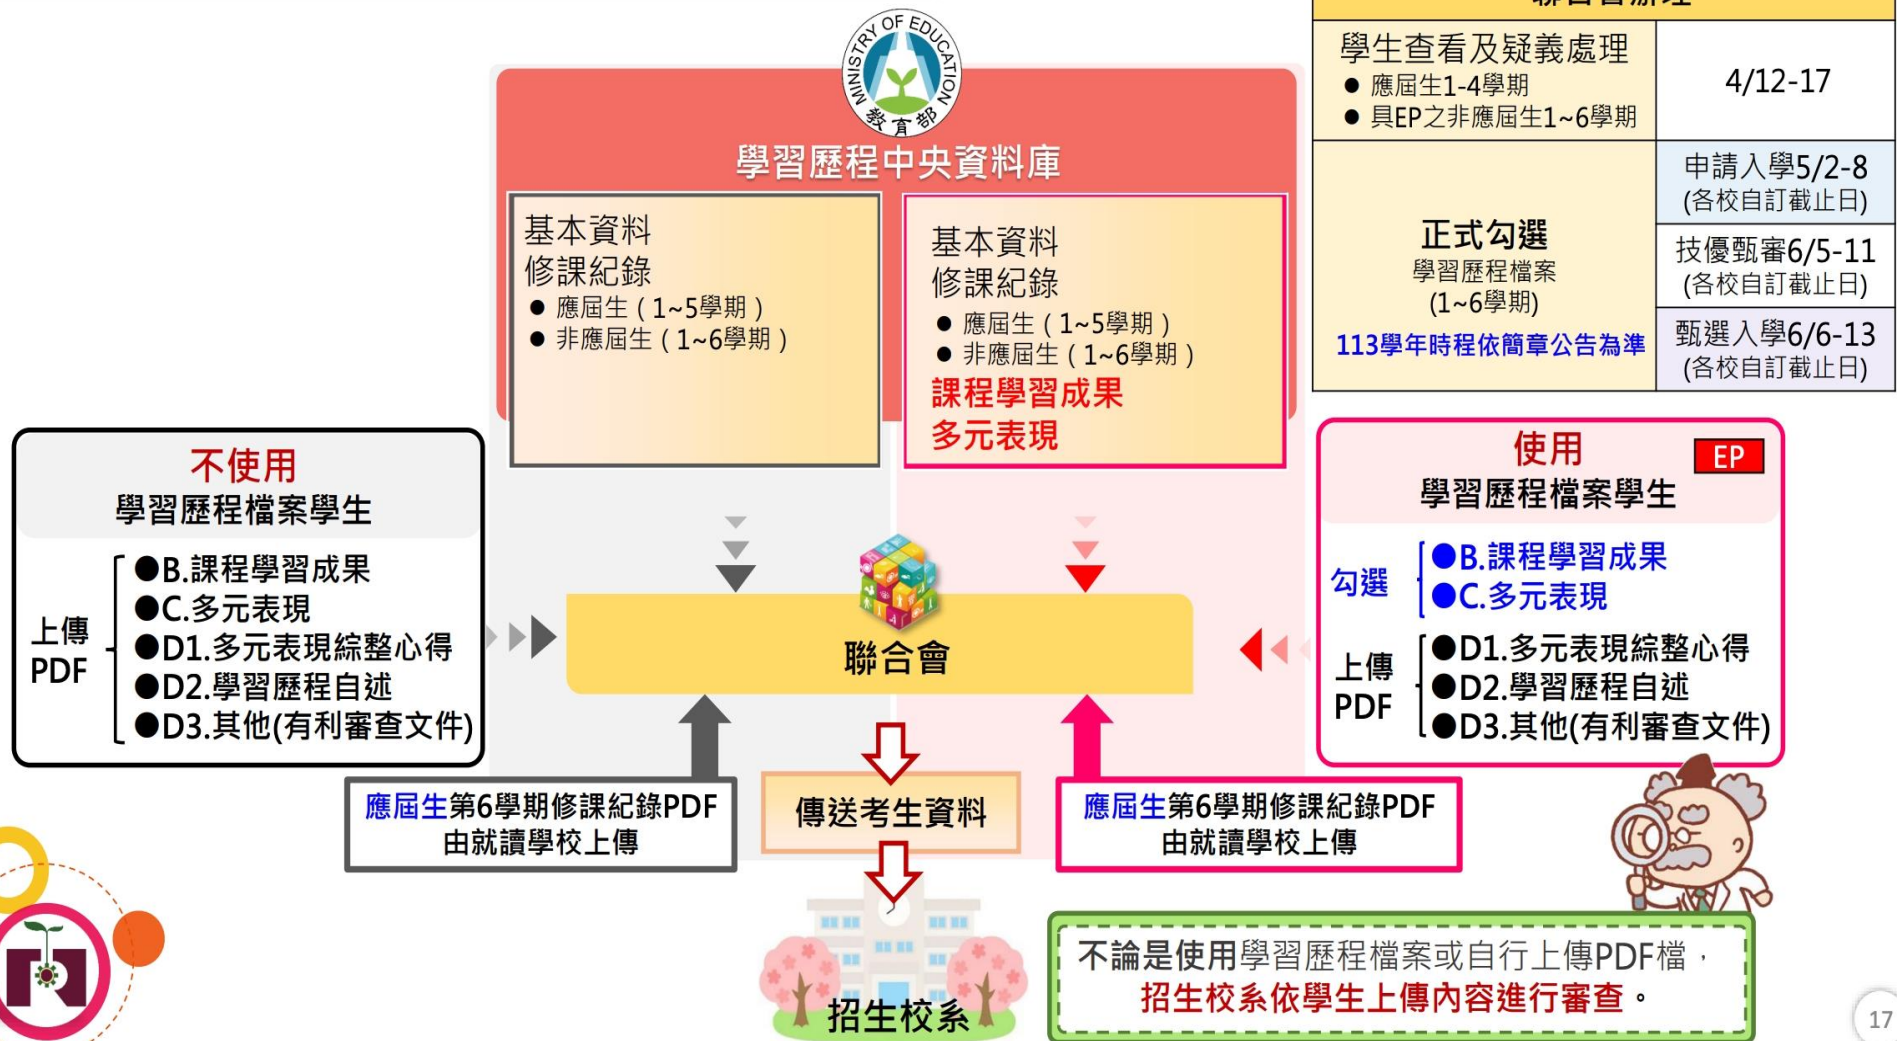 聯合會辦理
學生查看及疑義處理
● 應屆生1-4學期
● 具EP之非應屆生1~6學期
4/12-17
正式勾選
學習歷程檔案
(1~6學期)
113學年時程依簡章公告為準
申請入學5/2-8
(各校自訂截止日)
技優甄審6/5-11
(各校自訂截止日)
甄選入學6/6-13
(各校自訂截止日)
MINISTRY OF EDUCATION
教育部
學習歷程中央資料庫
基本資料
修課紀錄
● 應屆生（1~5學期）
● 非應屆生（1~6學期）
基本資料
修課紀錄
● 應屆生（1~5學期）
● 非應屆生（1~6學期）
課程學習成果
多元表現
不使用
學習歷程檔案學生
上傳
PDF
●B.課程學習成果
●C.多元表現
●D1.多元表現綜整心得
●D2.學習歷程自述
●D3.其他(有利審查文件)
使用
EP
學習歷程檔案學生
勾選
●B.課程學習成果
●C.多元表現
上傳
PDF
●D1.多元表現綜整心得
●D2.學習歷程自述
●D3.其他(有利審查文件)
聯合會
應屆生第6學期修課紀錄PDF
由就讀學校上傳
傳送考生資料
應屆生第6學期修課紀錄PDF
由就讀學校上傳
招生校系
不論是使用學習歷程檔案或自行上傳PDF檔，
招生校系依學生上傳內容進行審查。
17